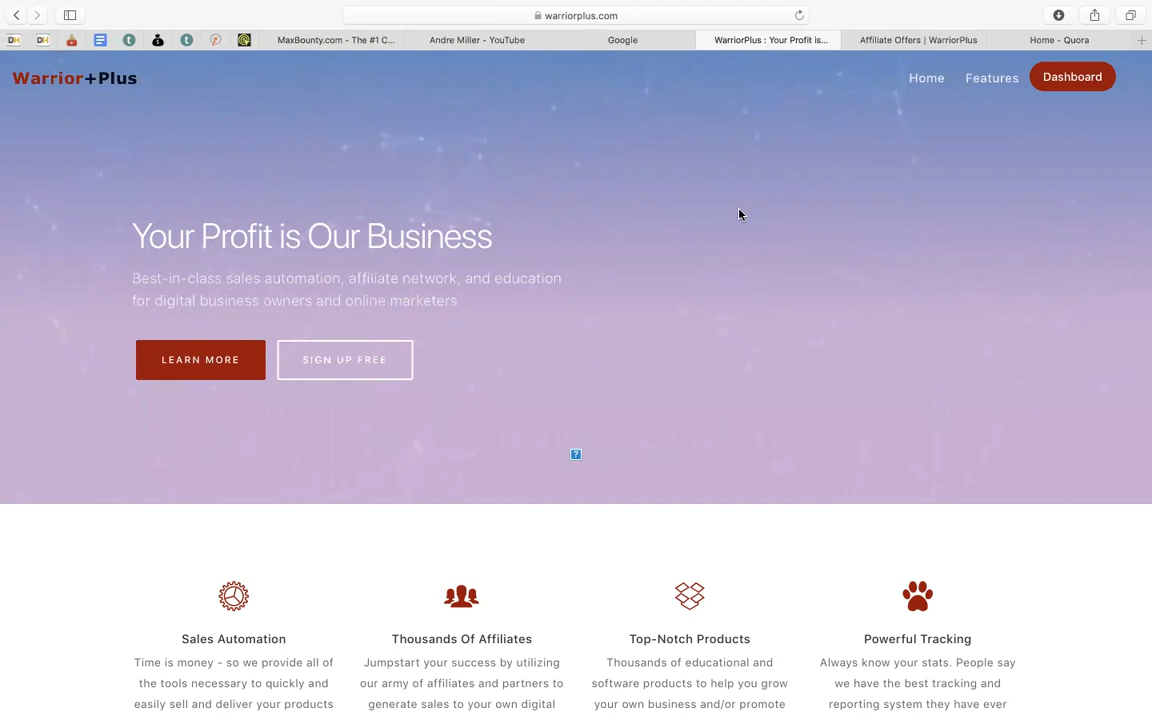 warriorplus.com
MaxBounty.com - The #1 C...
Andre Miller - YouTube
Google
WarriorPlus : Your Profit is...
Affiliate Offers | WarriorPlus
Home - Quora
Warrior+Plus
Home
Features
Dashboard
Your Profit is Our Business
Best-in-class sales automation, affiliate network, and education
for digital business owners and online marketers
LEARN MORE
SIGN UP FREE
Sales Automation
Time is money - so we provide all of
the tools necessary to quickly and
easily sell and deliver your products
Thousands Of Affiliates
Jumpstart your success by utilizing
our army of affiliates and partners to
generate sales to your own digital
Top-Notch Products
Thousands of educational and
software products to help you grow
your own business and/or promote
Powerful Tracking
Always know your stats. People say
we have the best tracking and
reporting system they have ever